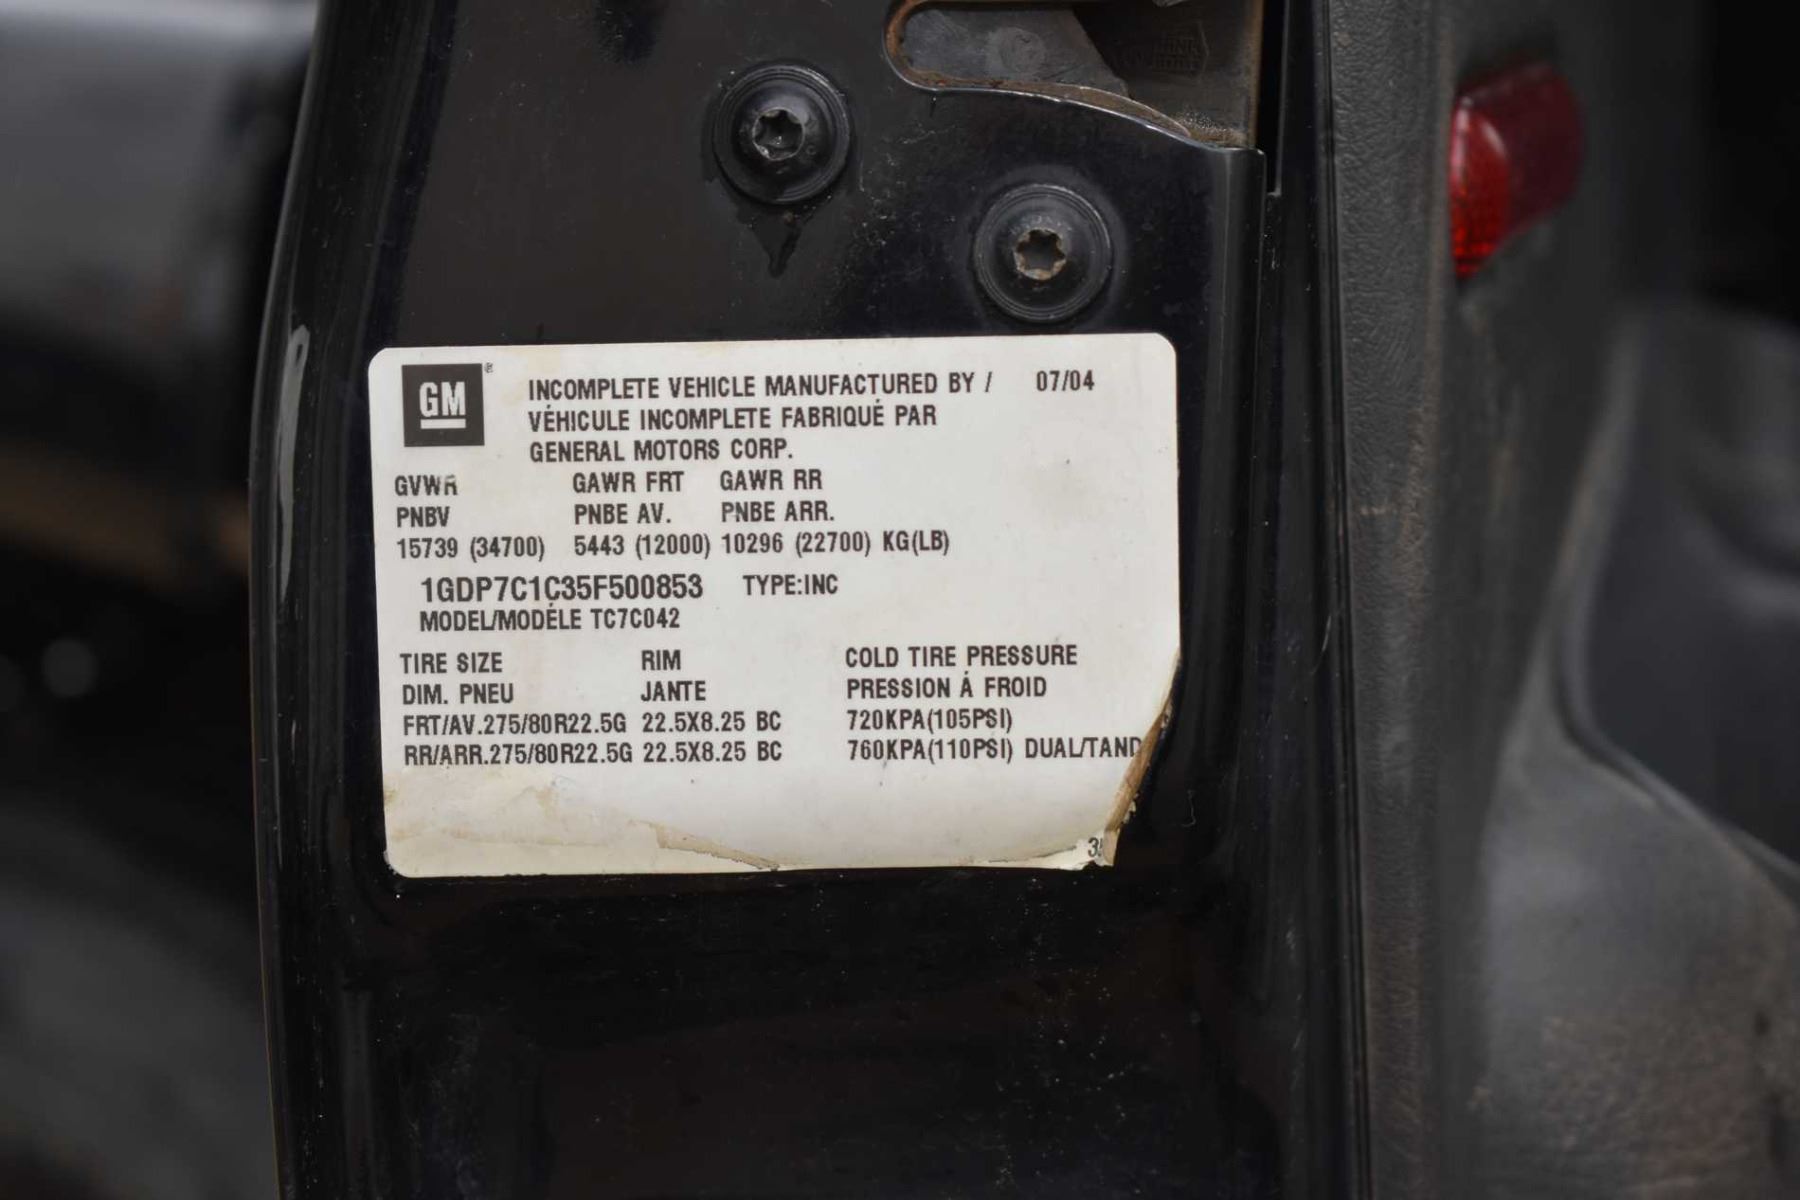 GM®
INCOMPLETE VEHICLE MANUFACTURED BY / 07/04
VÉHICULE INCOMPLETE FABRIQUÉ PAR
GENERAL MOTORS CORP.
GVWR GAWR FRT GAWR RR
PNBV PNBE AV. PNBE ARR.
15739 (34700) 5443 (12000) 10296 (22700) KG(LB)
1GDP7C1C35F500853 TYPE:INC
MODEL/MODÉLE TC7C042
TIRE SIZE RIM COLD TIRE PRESSURE
DIM. PNEU JANTE PRESSION À FROID
FRT/AV.275/80R22.5G 22.5X8.25 BC 720KPA(105PSI)
RR/ARR.275/80R22.5G 22.5X8.25 BC 760KPA(110PSI) DUAL/TAND